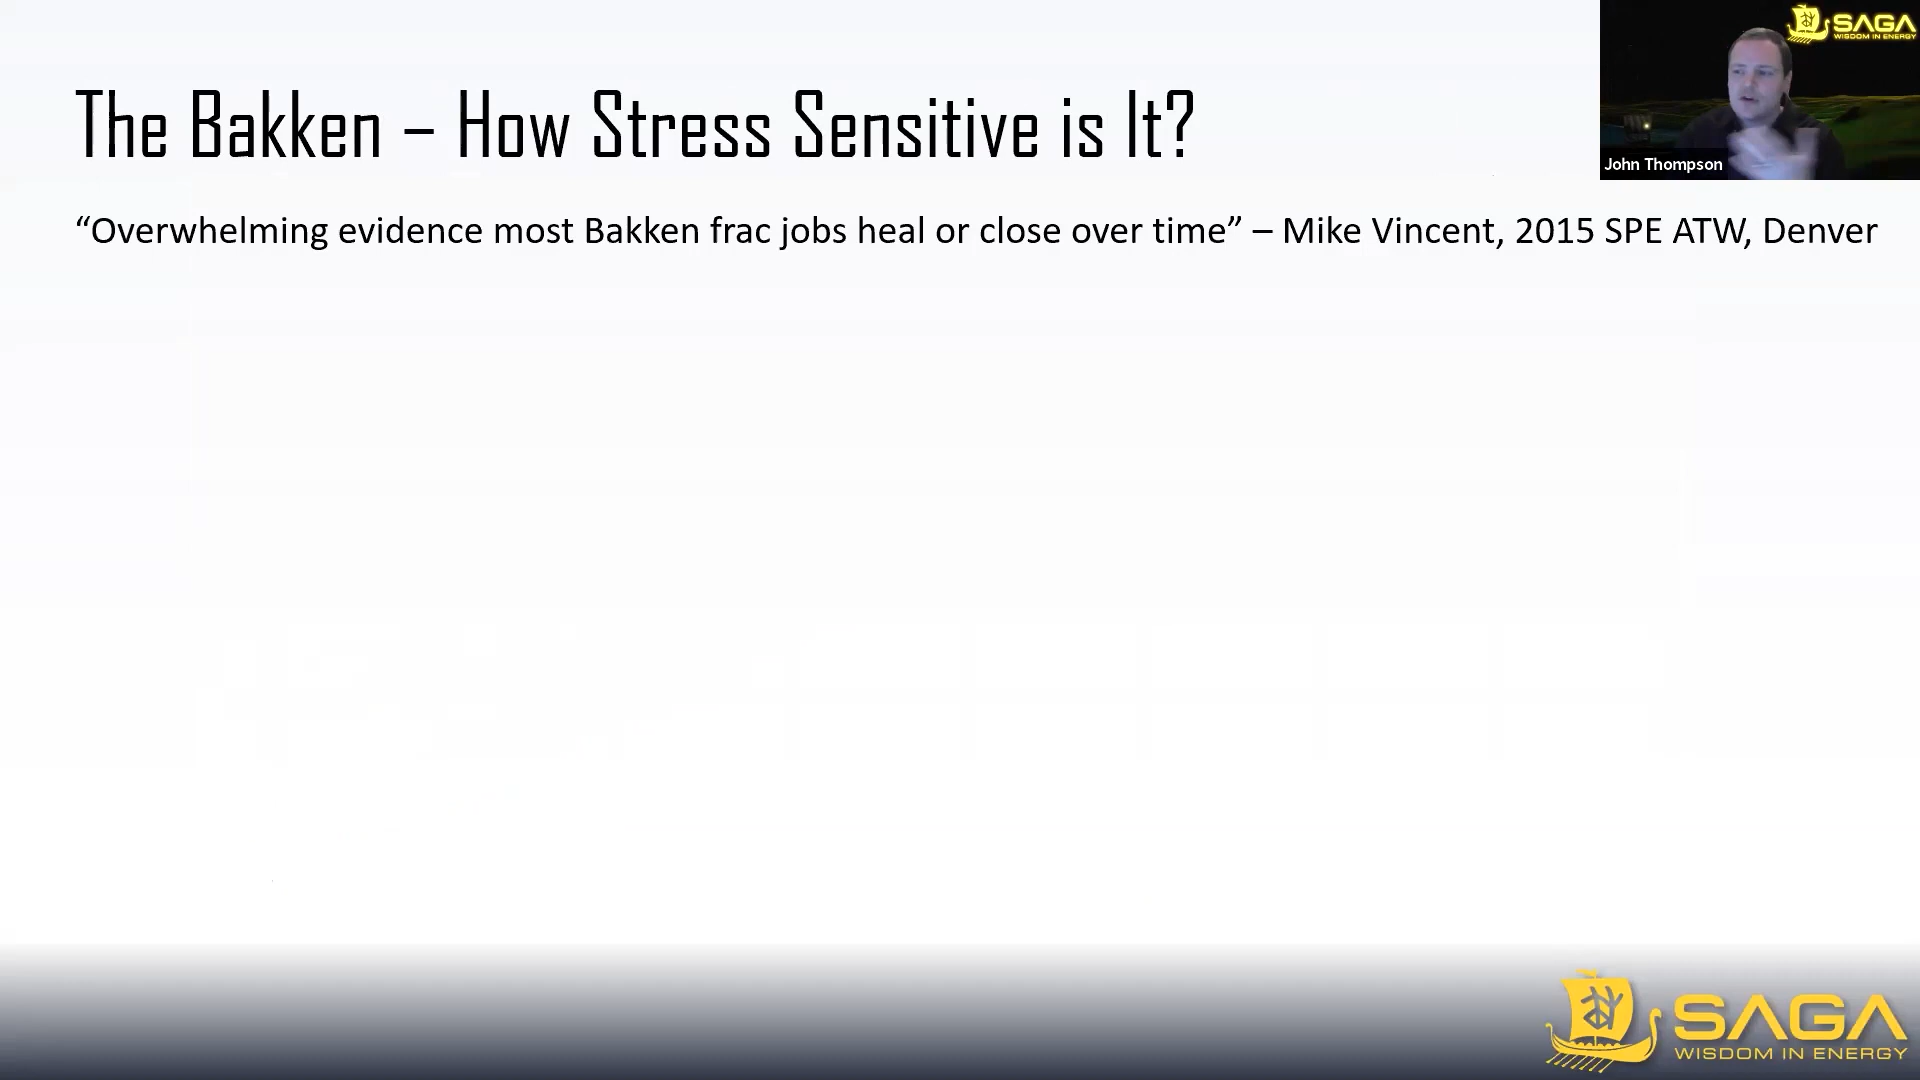 SAGA
WISDOM IN ENERGY
The Bakken – How Stress Sensitive is It?
John Thompson
“Overwhelming evidence most Bakken frac jobs heal or close over time” – Mike Vincent, 2015 SPE ATW, Denver
SAGA
WISDOM IN ENERGY